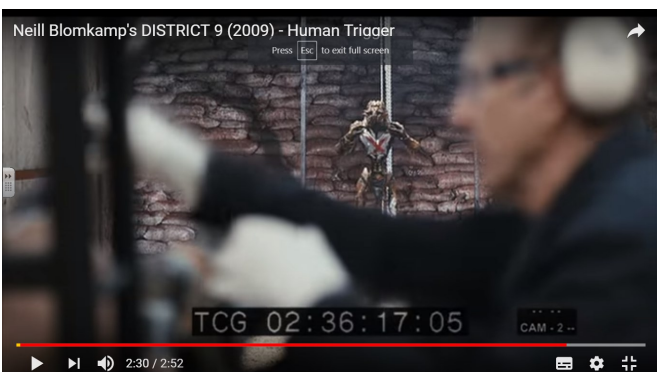 Neill Blomkamp's DISTRICT 9 (2009) - Human Trigger
Press Esc to exit full screen
TCG 02:36:17:05
CAM - 2 --
2:30 / 2:52